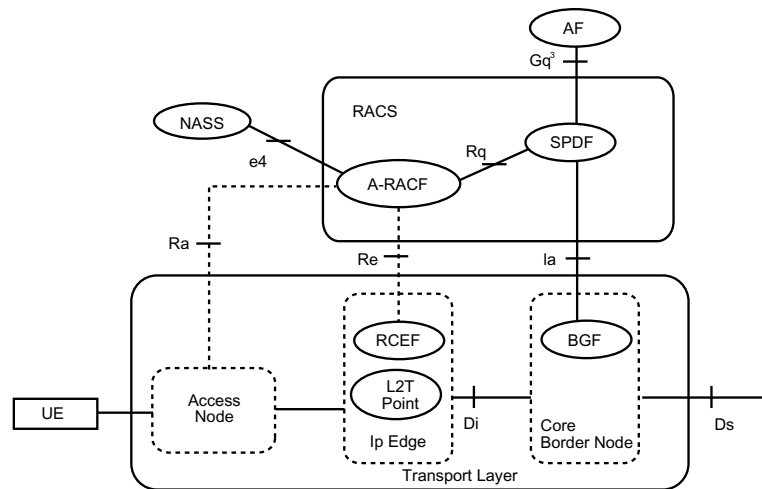 AF
Gq³
RACS
NASS
SPDF
Rq
e4
A-RACF
Ra
Re
Ia
RCEF
BGF
L2T
Point
Access
Node
UE
Di
Core
Border Node
Ds
Ip Edge
Transport Layer